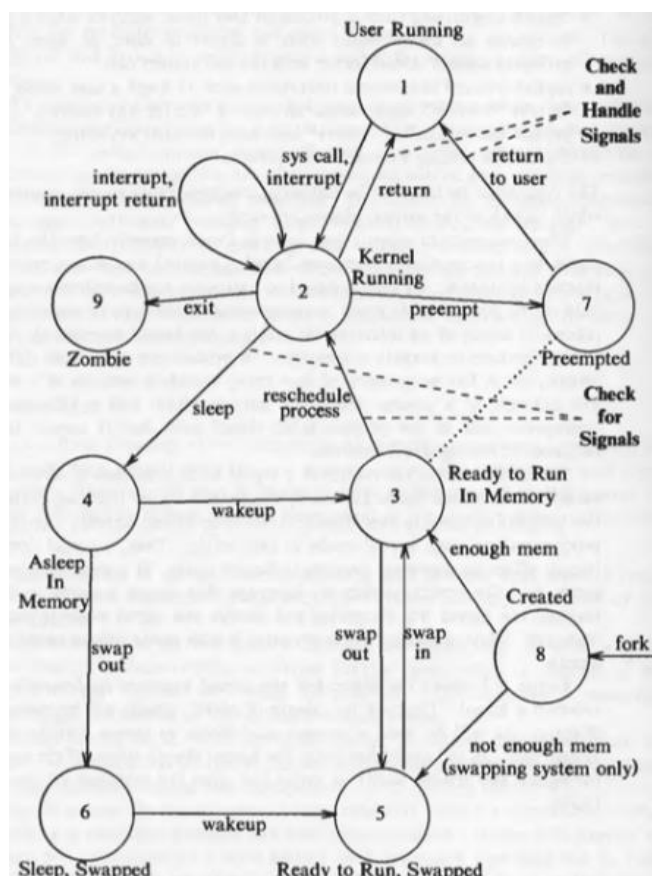 User Running
1
Check
and
Handle
Signals
sys call,
interrupt
interrupt,
interrupt return
return
return
to user
Kernel
Running
9
2
7
exit
preempt
Zombie
Preempted
sleep
reschedule
process
Check
for
Signals
4
wakeup
3
Ready to Run
In Memory
Asleep
In
Memory
enough mem
Created
swap
out
swap
out
swap
in
8
fork
not enough mem
(swapping system only)
6
wakeup
5
Sleep, Swapped
Ready to Run, Swapped